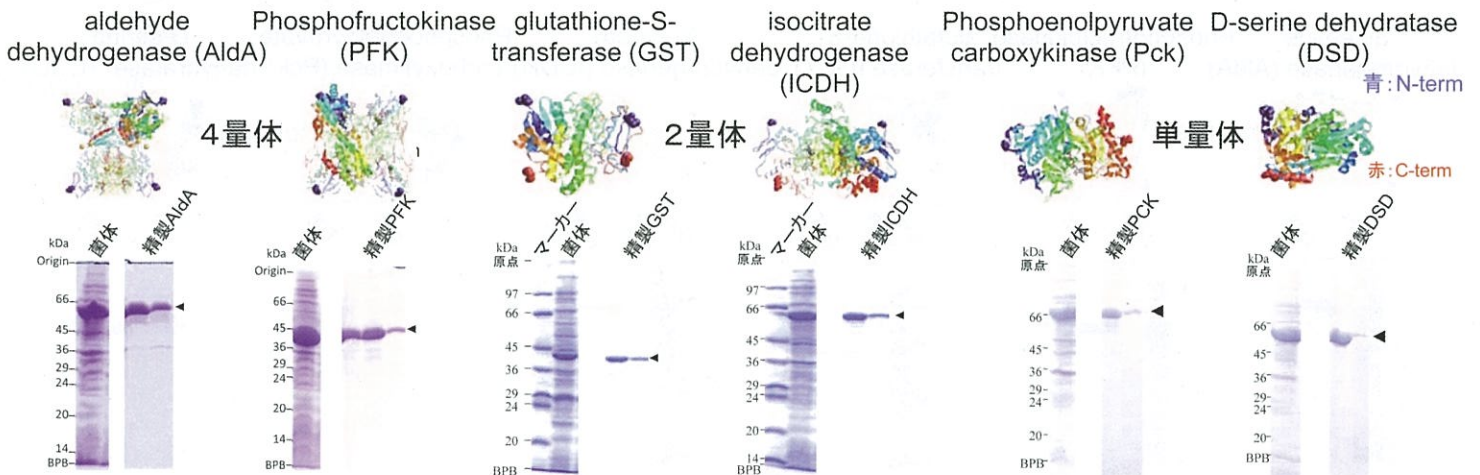 aldehyde
dehydrogenase (AldA)
Phosphofructokinase
(PFK)
glutathione-S-
transferase (GST)
isocitrate
dehydrogenase
(ICDH)
Phosphoenolpyruvate
carboxykinase (Pck)
D-serine dehydratase
(DSD)
青:N-term
4量体
2量体
単量体
赤:C-term
kDa
菌体
精製AldA
Origin
66
45
36
29
24
20
14
BPB
kDa
菌体
精製PFK
Origin
66
45
36
29
24
20
14
BPB
kDa
原点
マーカー
菌体
精製GST
97
66
45
36
29
24
20
BPB
kDa
原点
マーカー
菌体
精製ICDH
97
66
45
36
29
24
20
14
BPB
kDa
原点
菌体
精製PCK
66
45
36
29
24
20
BPB
kDa
原点
菌体
精製DSD
66
45
36
29
24
20
BPB